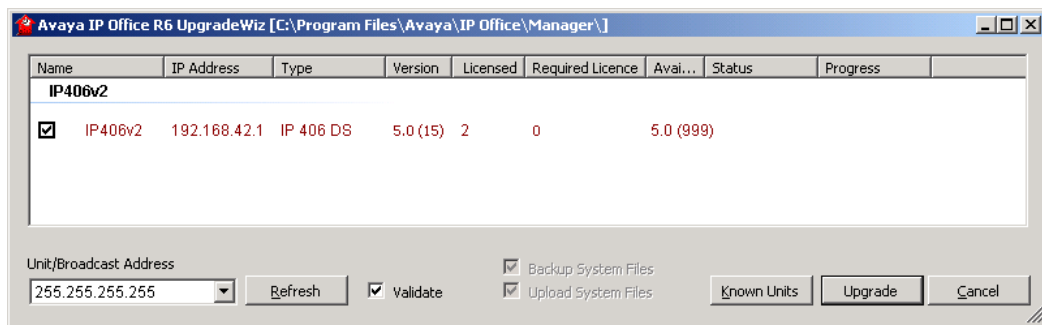 Avaya IP Office R6 UpgradeWiz [C:\Program Files\Avaya\IP Office\Manager\]
Name IP Address Type Version Licensed Required Licence Avai... Status Progress
IP406v2
IP406v2 192.168.42.1 IP 406 DS 5.0 (15) 2 0 5.0 (999)
Unit/Broadcast Address
Backup System Files
255.255.255.255 Refresh Validate Upload System Files Known Units Upgrade Cancel